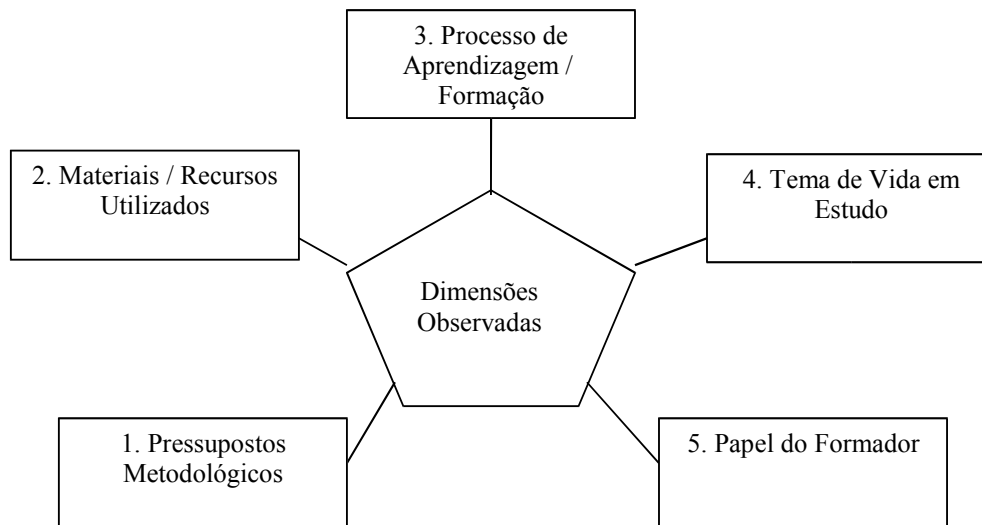 3. Processo de
Aprendizagem /
Formação
2. Materiais / Recursos
Utilizados
4. Tema de Vida em
Estudo
Dimensões
Observadas
1. Pressupostos
Metodológicos
5. Papel do Formador